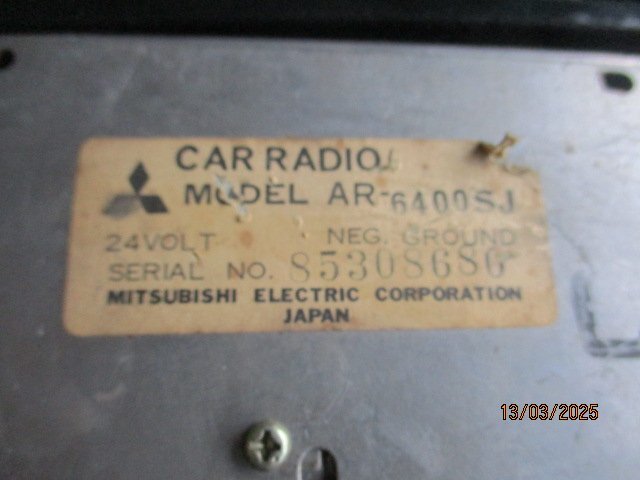 CAR RADIO
MODEL AR-6400SJ
24VOLT NEG. GROUND
SERIAL NO. 85308686
MITSUBISHI ELECTRIC CORPORATION
JAPAN
13/03/2025